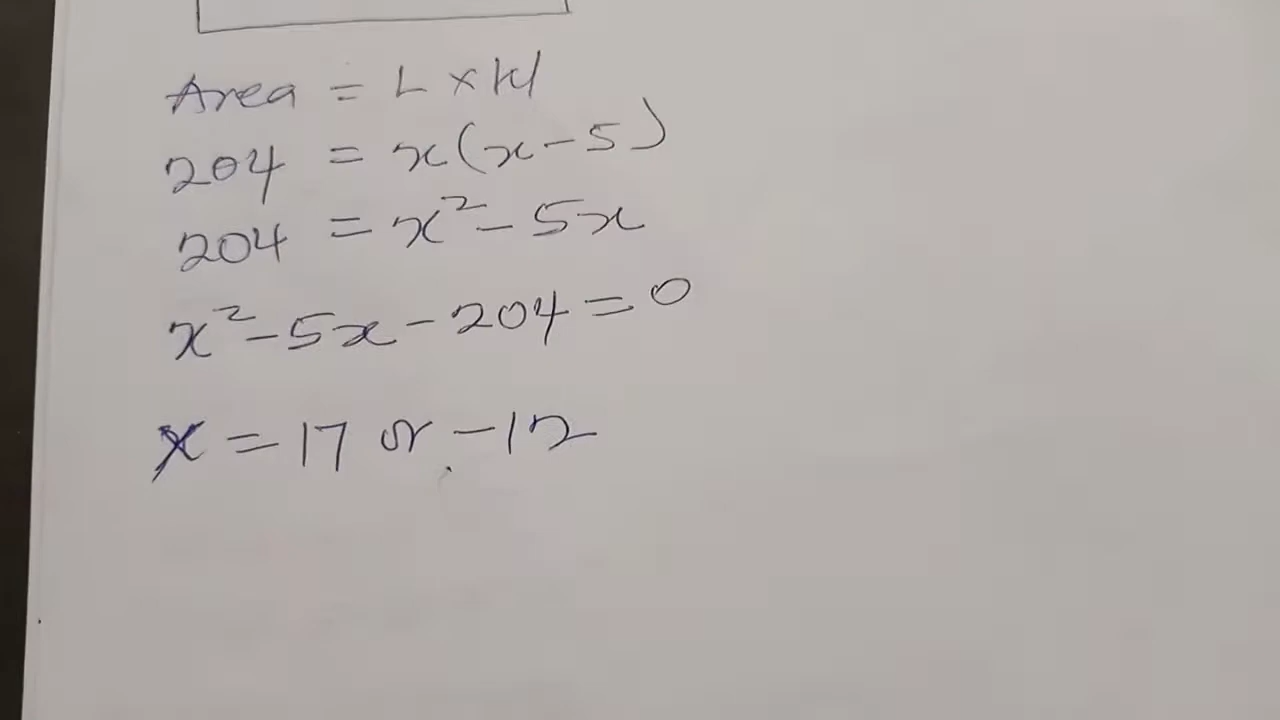 Area = L × W
204 = x(x - 5)
204 = x² - 5x
x² - 5x - 204 = 0
x = 17 or -12